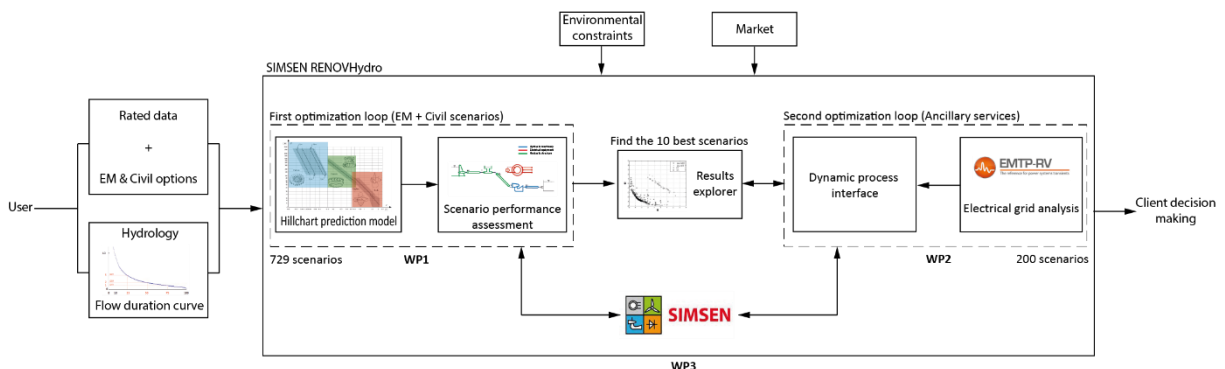 Environmental
constraints
Market
SIMSEN RENOVHydro
Rated data
+
EM & Civil options
User
Hydrology
Flow duration curve
First optimization loop (EM + Civil scenarios)
Hillchart prediction model
Scenario performance
assessment
729 scenarios
WP1
Find the 10 best scenarios
Results
explorer
Second optimization loop (Ancillary services)
Dynamic process
interface
EMTP-RV
Electrical grid analysis
WP2
200 scenarios
Client decision
making
SIMSEN
WP3